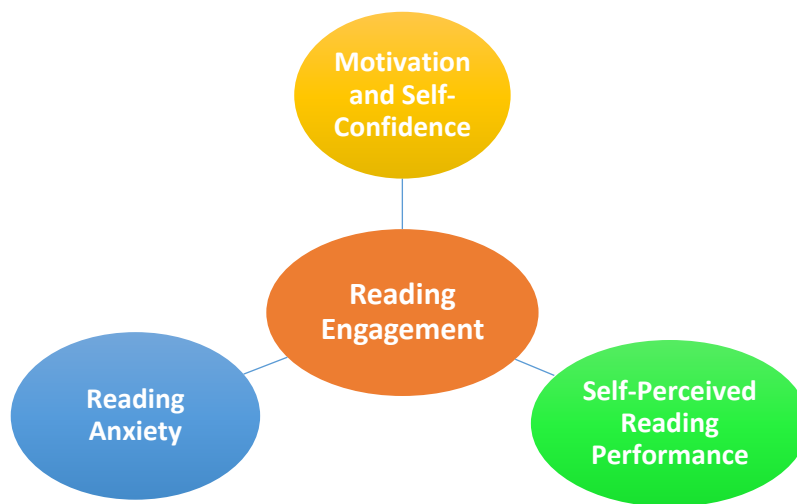 Motivation
and Self-
Confidence
Reading
Engagement
Reading
Anxiety
Self-Perceived
Reading
Performance